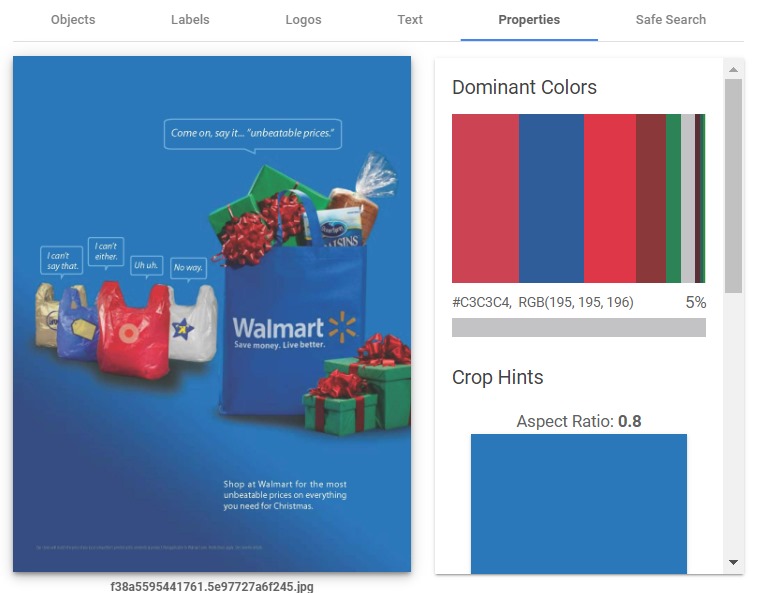 Objects
Labels
Logos
Text
Properties
Safe Search
Come on, say it... "unbeatable prices."
I can't
say that.
I can't
either.
Uh uh.
No way.
RAISINS
Walmart
Save money. Live better.
Shop at Walmart for the most
unbeatable prices on everything
you need for Christmas.
f38a5595441761.5e97727a6f245.jpg
Dominant Colors
#C3C3C4, RGB(195, 195, 196)
5%
Crop Hints
Aspect Ratio: 0.8